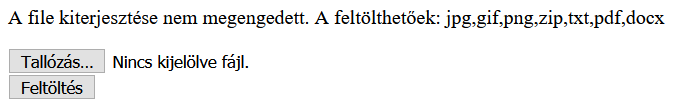 A file kiterjesztése nem megengedett. A feltölthetőek: jpg,gif,png,zip,txt,pdf,docx
Tallózás... Nincs kijelölve fájl.
Feltöltés